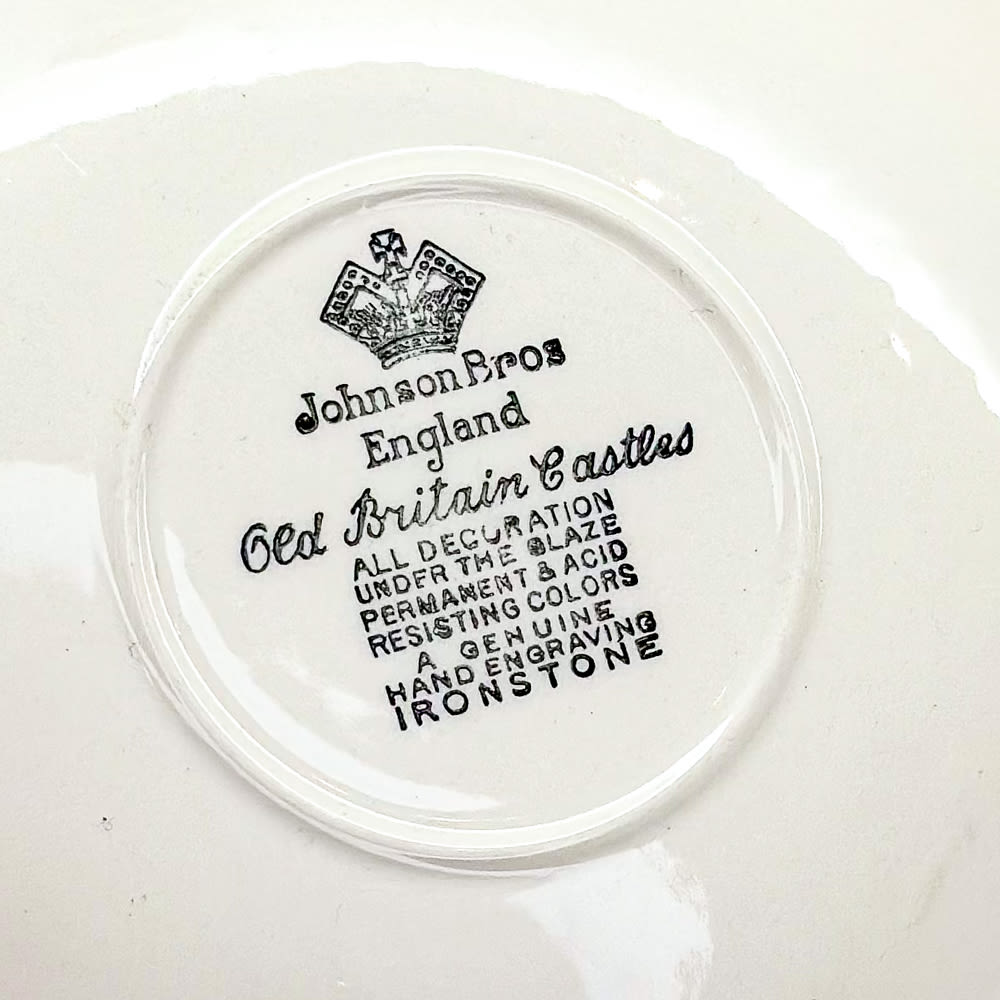 Johnson Bros
England
Old Britain Castles
ALL DECORATION
UNDER THE GLAZE
PERMANENT & ACID
RESISTING COLORS
A GENUINE
HAND ENGRAVING
IRONSTONE